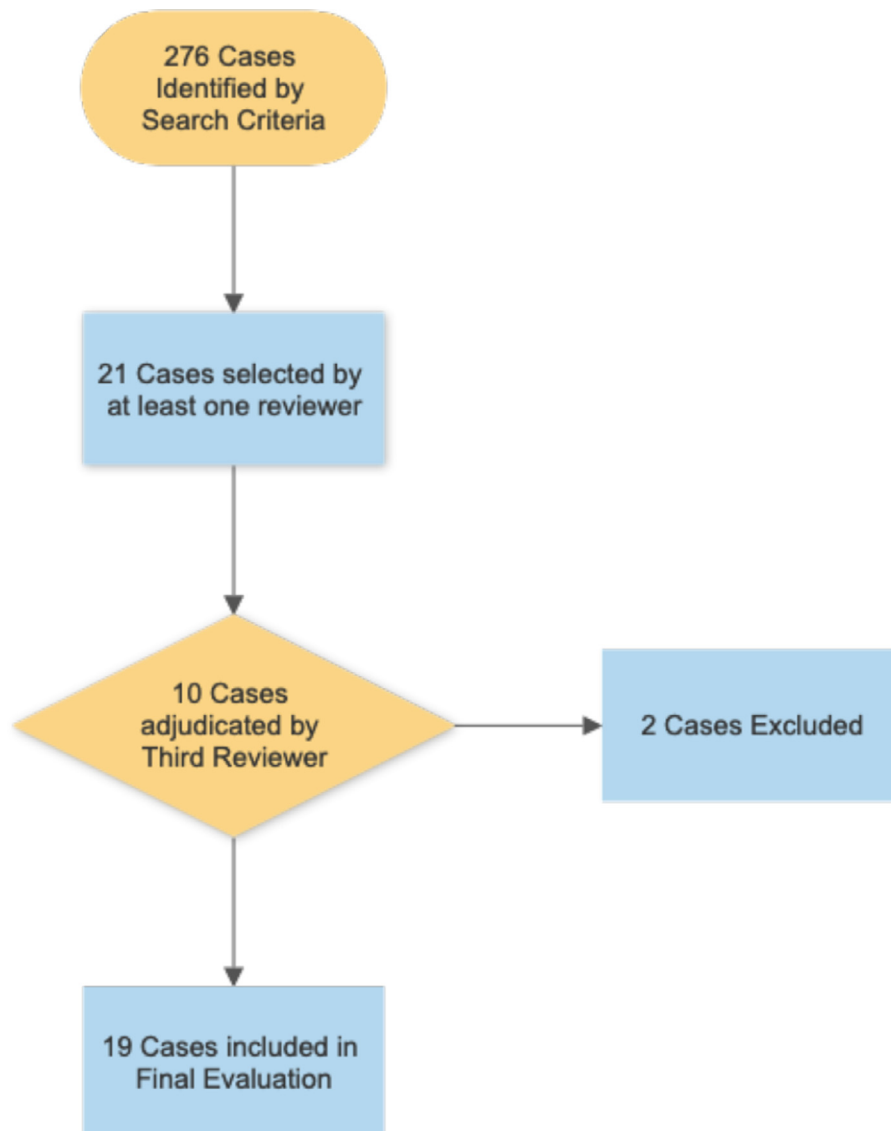 276 Cases
Identified by
Search Criteria
21 Cases selected by
at least one reviewer
10 Cases
adjudicated by
Third Reviewer
2 Cases Excluded
19 Cases included in
Final Evaluation